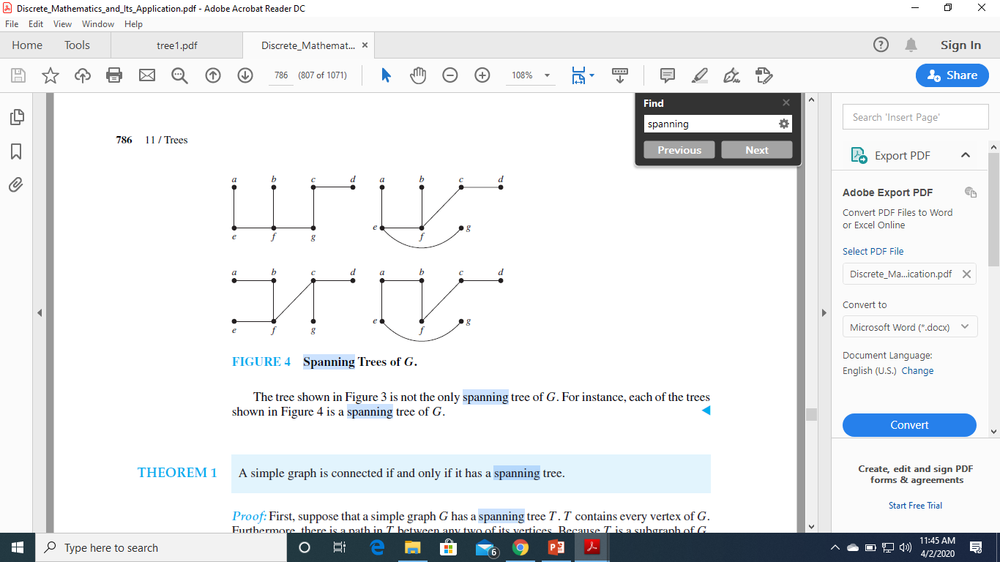 Discrete_Mathematics_and_Its_Application.pdf - Adobe Acrobat Reader DC
File Edit View Window Help
Home Tools tree1.pdf Discrete_Mathemat... × Sign In
786 (807 of 1071) 108% Share
Find
spanning
Previous Next
786 11 / Trees
a b c d a b c d
e f g e f g
a b c d a b c d
e f g e f g
FIGURE 4 Spanning Trees of G.
The tree shown in Figure 3 is not the only spanning tree of G. For instance, each of the trees
shown in Figure 4 is a spanning tree of G.
THEOREM 1 A simple graph is connected if and only if it has a spanning tree.
Proof: First, suppose that a simple graph G has a spanning tree T. T contains every vertex of G.
Furthermore, there is a path in T between any two of its vertices. Because T is a subgraph of G,
Search 'Insert Page'
Export PDF
Adobe Export PDF
Convert PDF Files to Word
or Excel Online
Select PDF File
Discrete_Ma...ication.pdf
Convert to
Microsoft Word (*.docx)
Document Language:
English (U.S.) Change
Convert
Create, edit and sign PDF
forms & agreements
Start Free Trial
Type here to search
6
11:45 AM
4/2/2020